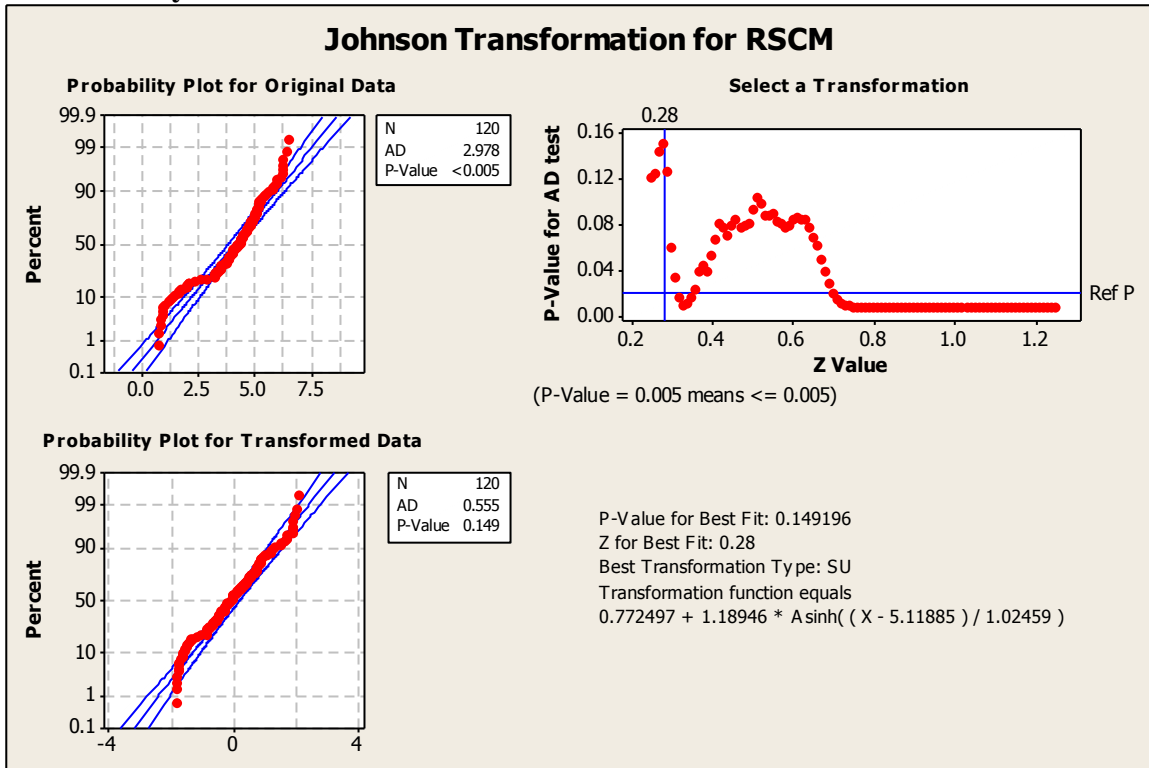 Johnson Transformation for RSCM
Probability Plot for Original Data
Percent
99.9
99
90
50
10
1
0.1
0.0 2.5 5.0 7.5
N 120
AD 2.978
P-Value <0.005
Select a Transformation
0.28
P-Value for AD test
0.16
0.12
0.08
0.04
0.00
Ref P
0.2 0.4 0.6 0.8 1.0 1.2
Z Value
(P-Value = 0.005 means <= 0.005)
Probability Plot for Transformed Data
Percent
99.9
99
90
50
10
1
0.1
-4 0 4
N 120
AD 0.555
P-Value 0.149
P-Value for Best Fit: 0.149196
Z for Best Fit: 0.28
Best Transformation Type: SU
Transformation function equals
0.772497 + 1.18946 * Asinh( ( X - 5.11885 ) / 1.02459 )